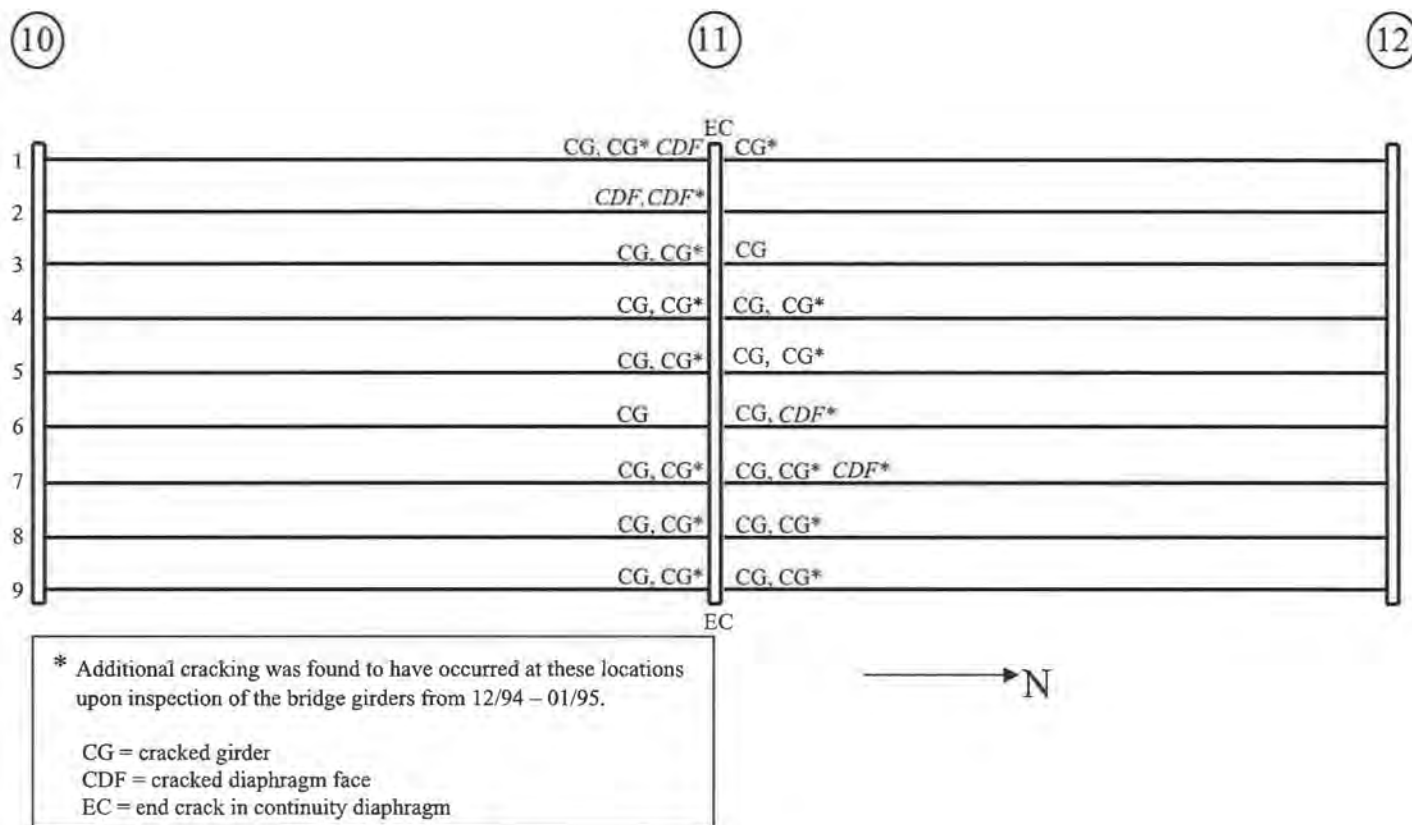 10 11 12
EC
1 CG, CG* CDF CG*
2 CDF, CDF*
3 CG, CG* CG
4 CG, CG* CG, CG*
5 CG, CG* CG, CG*
6 CG CG, CDF*
7 CG, CG* CG, CG* CDF*
8 CG, CG* CG, CG*
9 CG, CG* CG, CG*
EC
* Additional cracking was found to have occurred at these locations
upon inspection of the bridge girders from 12/94 – 01/95.
CG = cracked girder
CDF = cracked diaphragm face
EC = end crack in continuity diaphragm
N